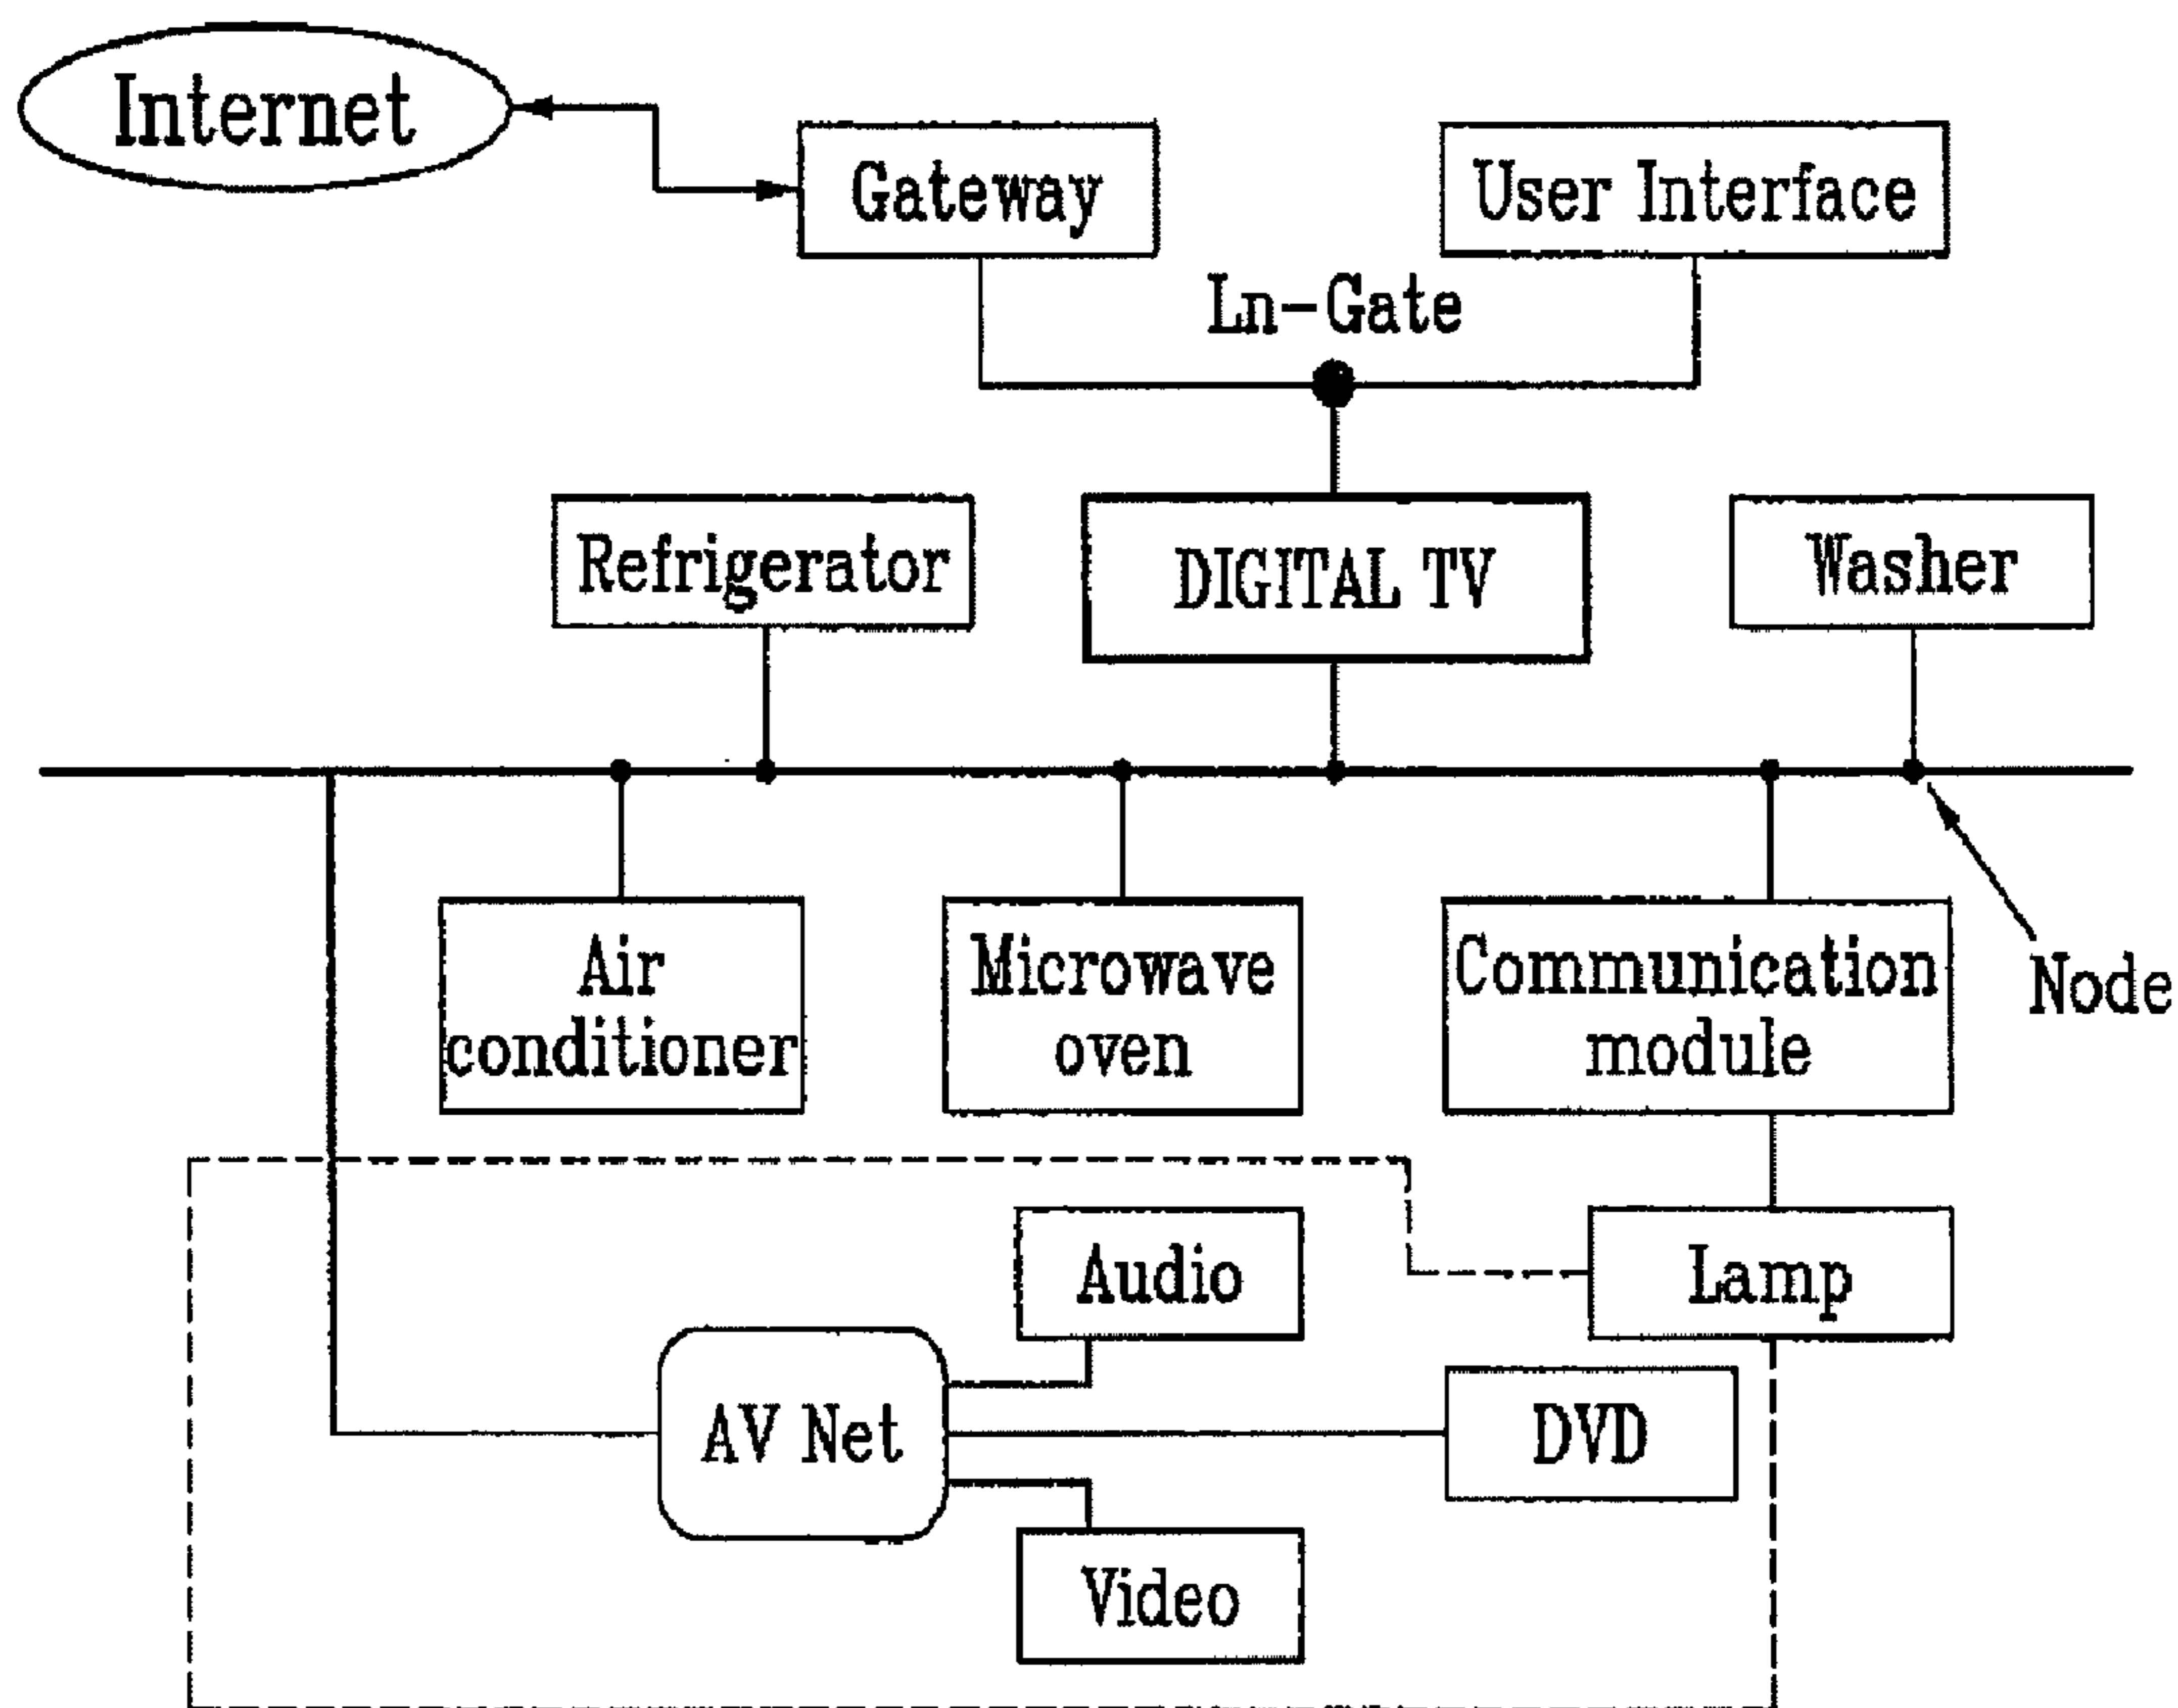 Internet
Gateway
User Interface
Ln-Gate
Refrigerator
DIGITAL TV
Washer
Air
conditioner
Microwave
oven
Communication
module
Node
Audio
Lamp
AV Net
DVD
Video